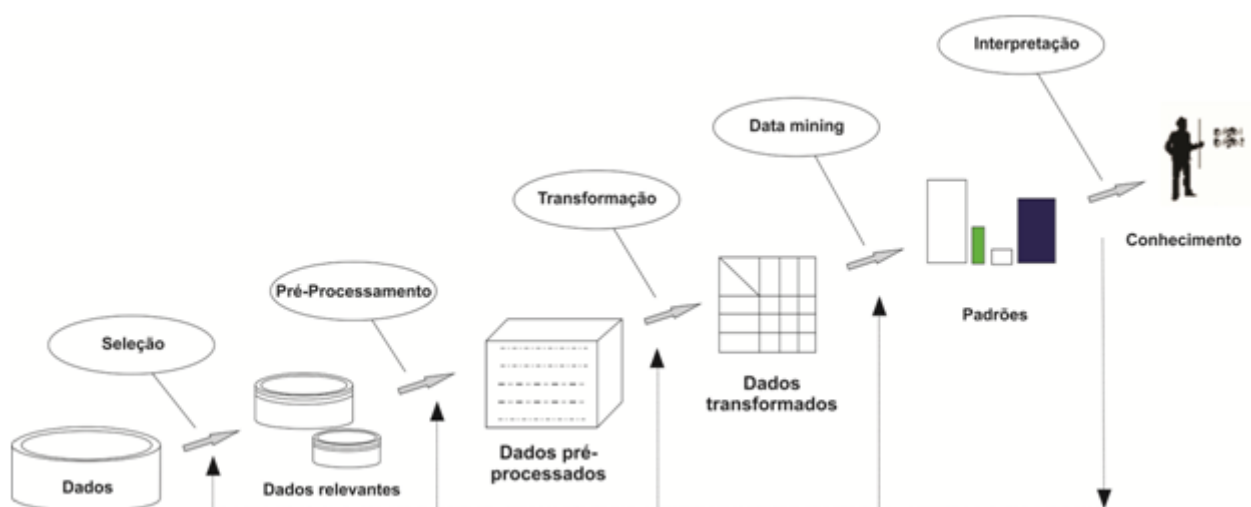 Interpretação
Data mining
Conhecimento
Transformação
Padrões
Pré-Processamento
Dados
transformados
Seleção
Dados pré-
processados
Dados
Dados relevantes